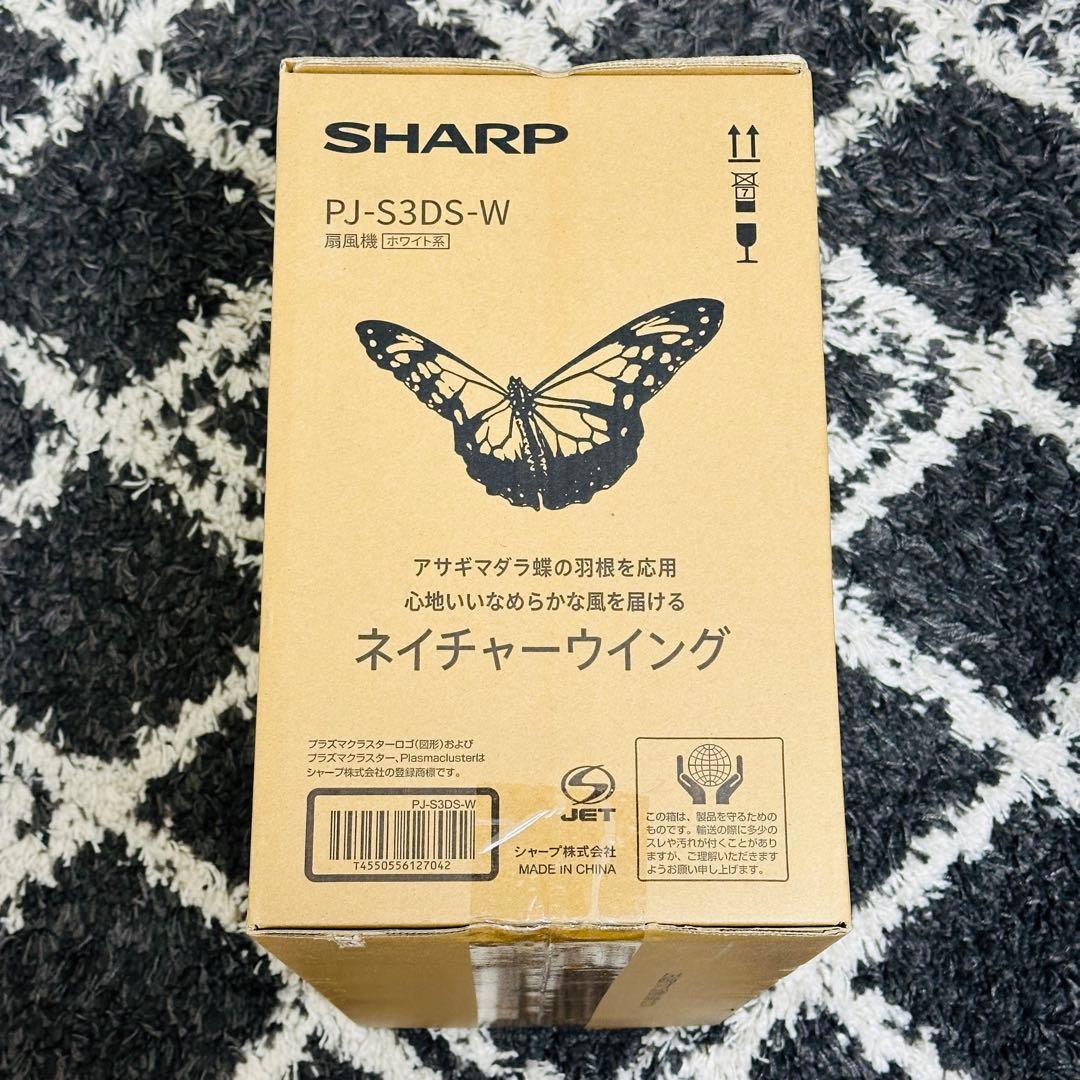 SHARP
PJ-S3DS-W
扇風機 ホワイト系
7
アサギマダラ蝶の羽根を応用
心地いいなめらかな風を届ける
ネイチャーウイング
プラズマクラスターロゴ(図形)および
プラズマクラスター、Plasmaclusterは
シャープ株式会社の登録商標です。
PJ-S3DS-W
T4550556127042
JET
シャープ株式会社
MADE IN CHINA
この箱は、製品を守るための
ものです。輸送の際に多少の
スレや汚れが付くことがあり
ますが、ご理解いただきます
ようお願い申し上げます。